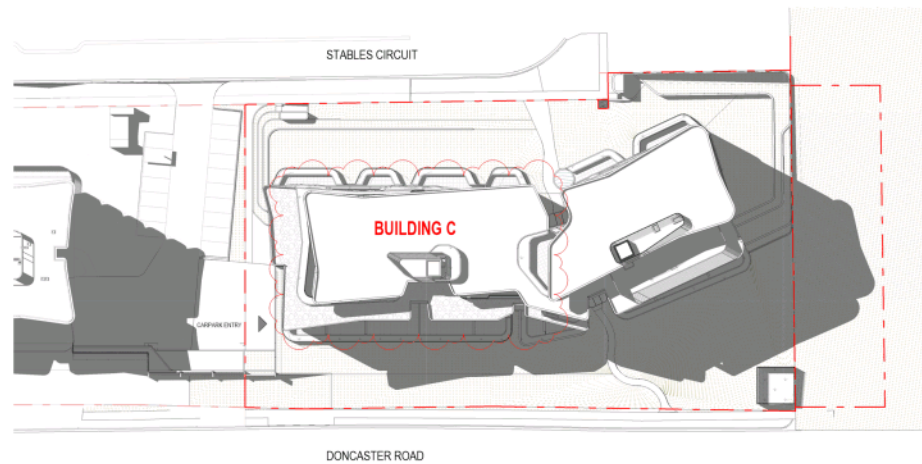 STABLES CIRCUIT
BUILDING C
CARPARK ENTRY
DONCASTER ROAD